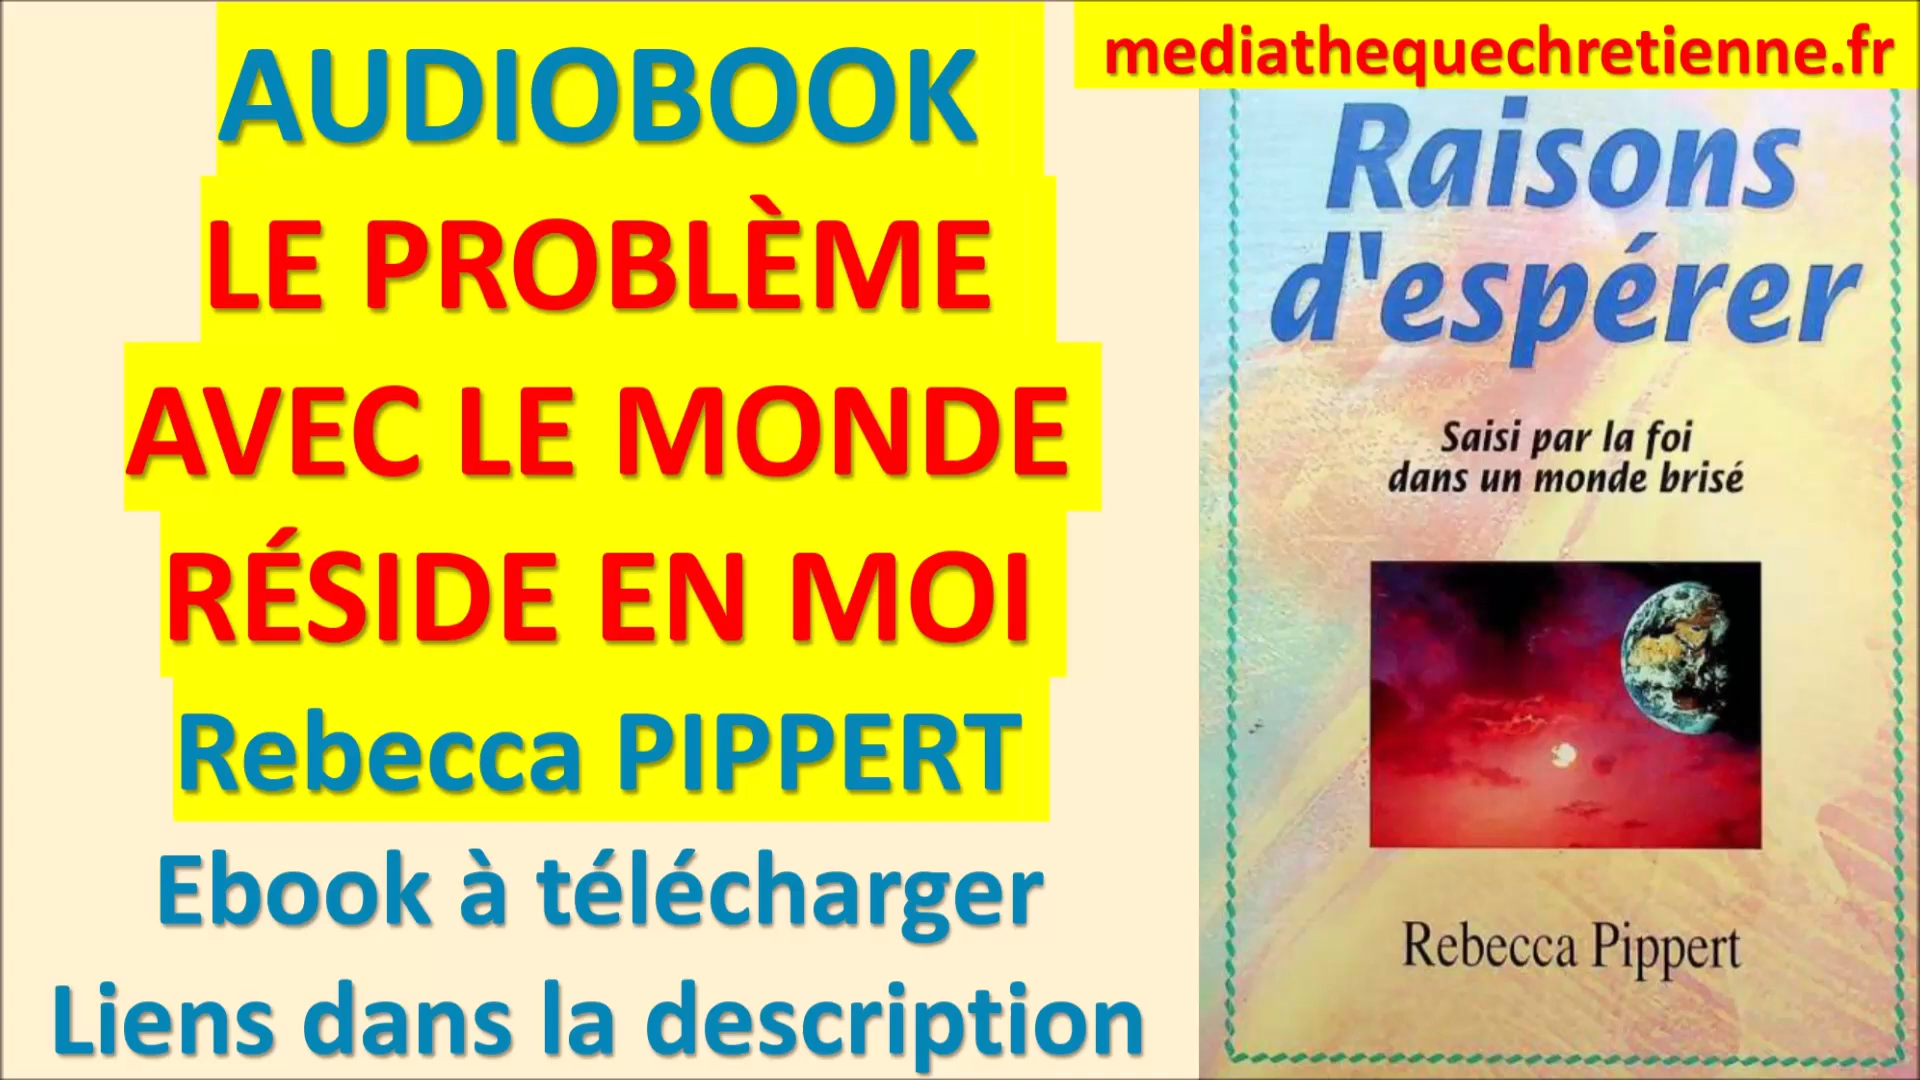 AUDIOBOOK
LE PROBLÈME
AVEC LE MONDE
RÉSIDE EN MOI
Rebecca PIPPERT
Ebook à télécharger
Liens dans la description
mediathequechretienne.fr
Raisons
d'espérer
Saisi par la foi
dans un monde brisé
Rebecca Pippert